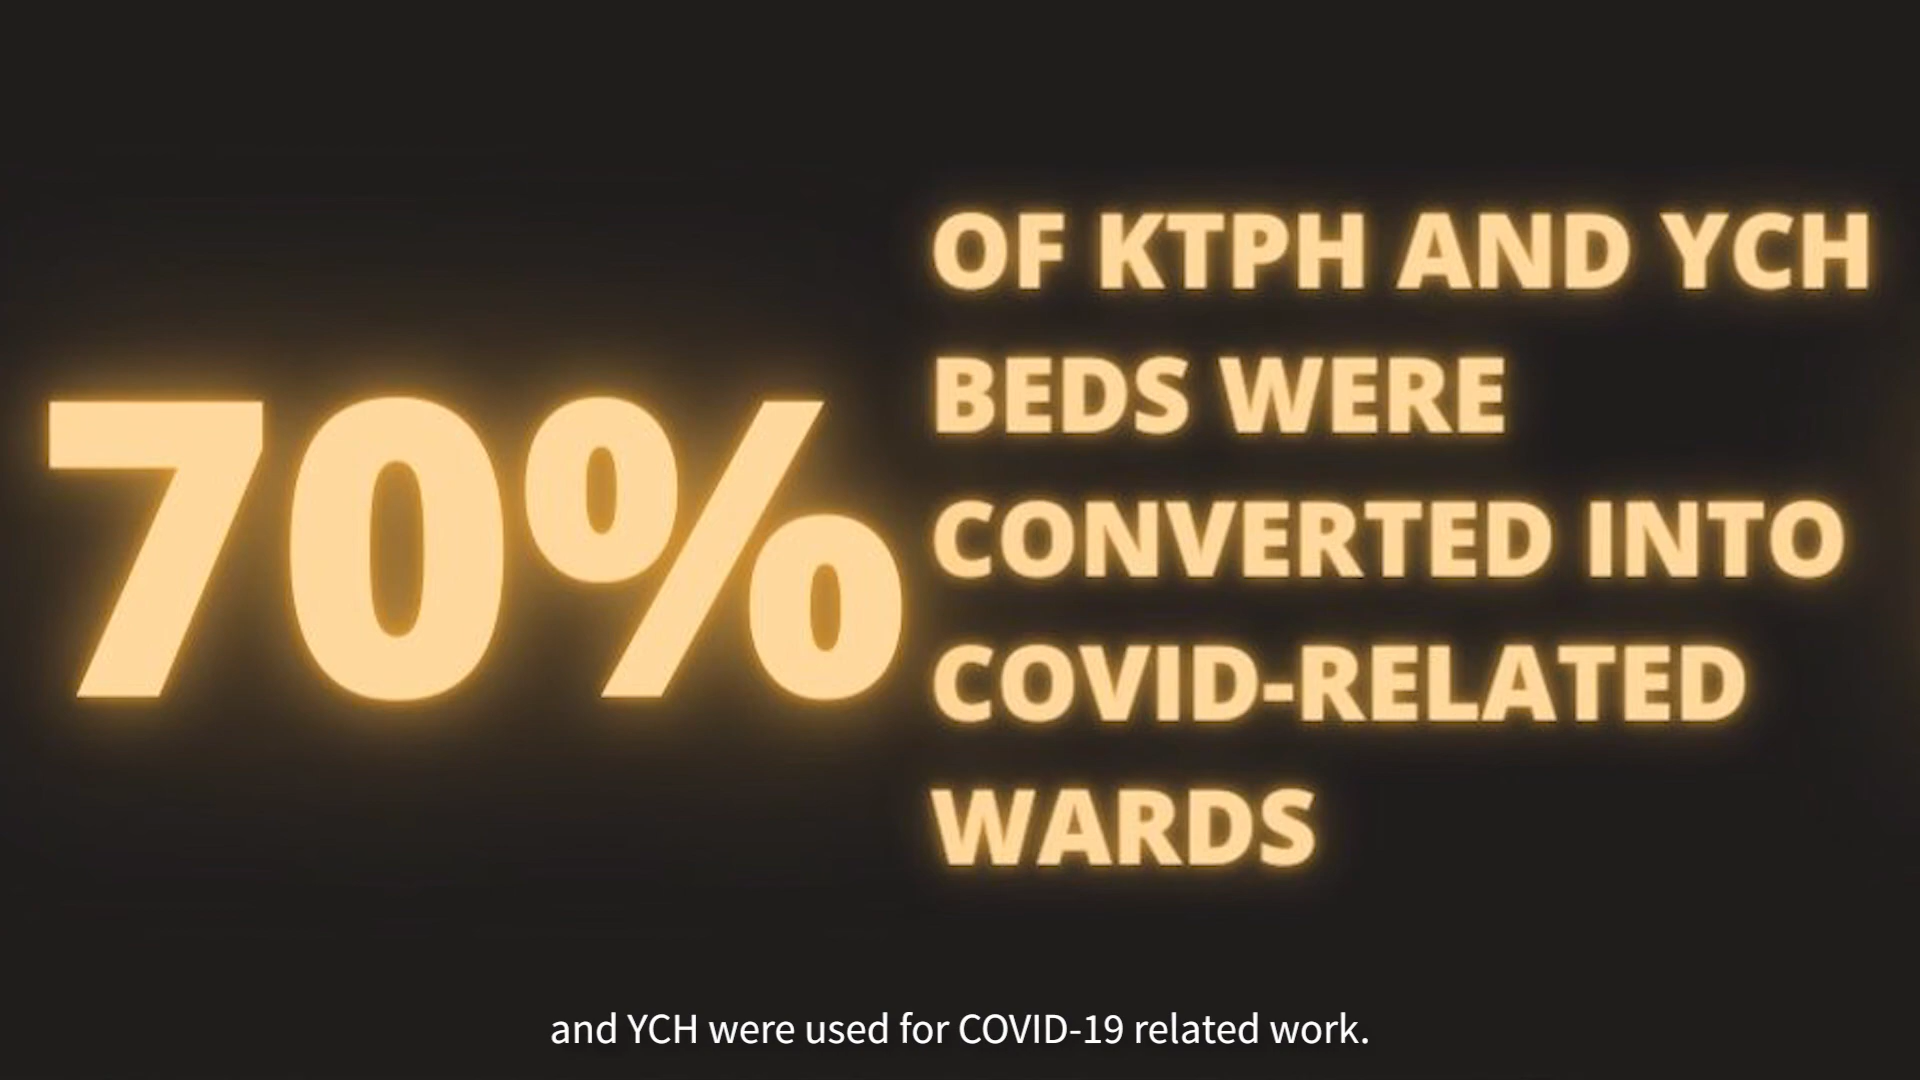 70%
OF KTPH AND YCH
BEDS WERE
CONVERTED INTO
COVID-RELATED
WARDS
and YCH were used for COVID-19 related work.